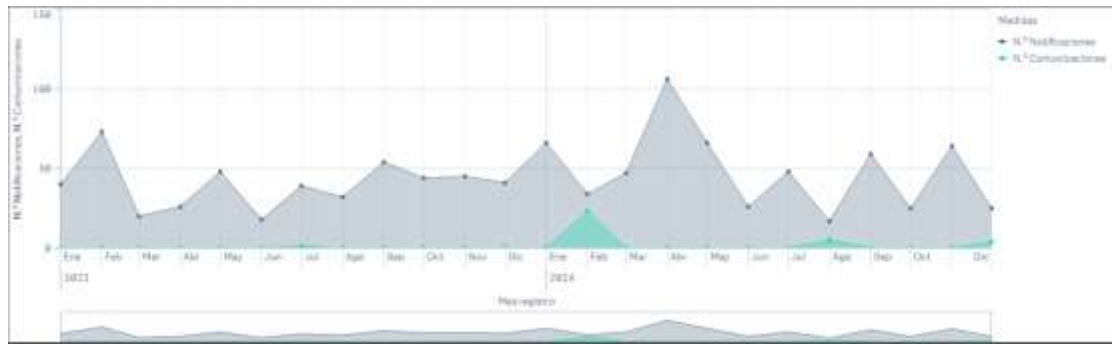 150
Medidas
N.º Notificaciones
N.º Comunicaciones
100
50
0
N.º Notificaciones, N.º Comunicaciones
Ene Feb Mar Abr May Jun Jul Ago Sep Oct Nov Dic Ene Feb Mar Abr May Jun Jul Ago Sep Oct Dic
2024
Mes registro